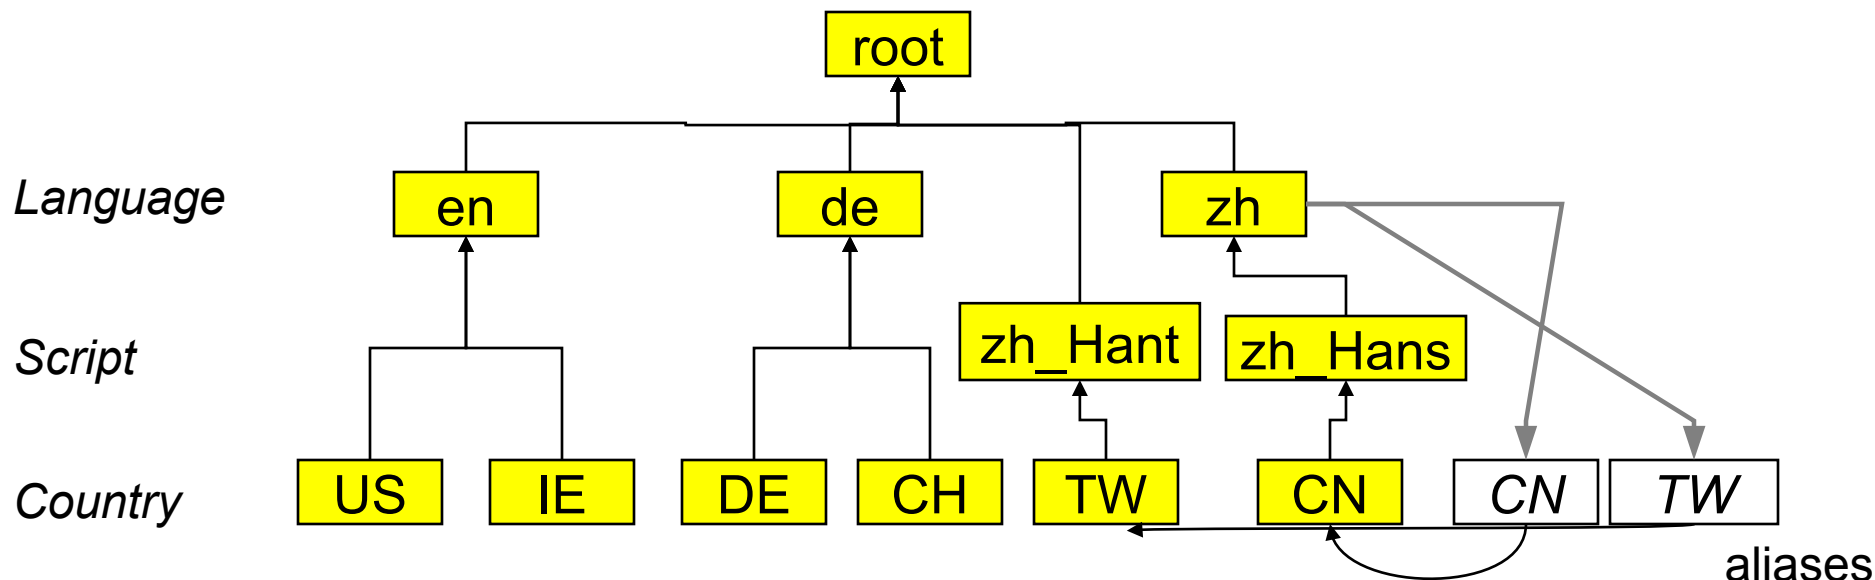 root
Language
en
de
zh
Script
zh_Hant
zh_Hans
Country
US
IE
DE
CH
TW
CN
CN
TW
aliases